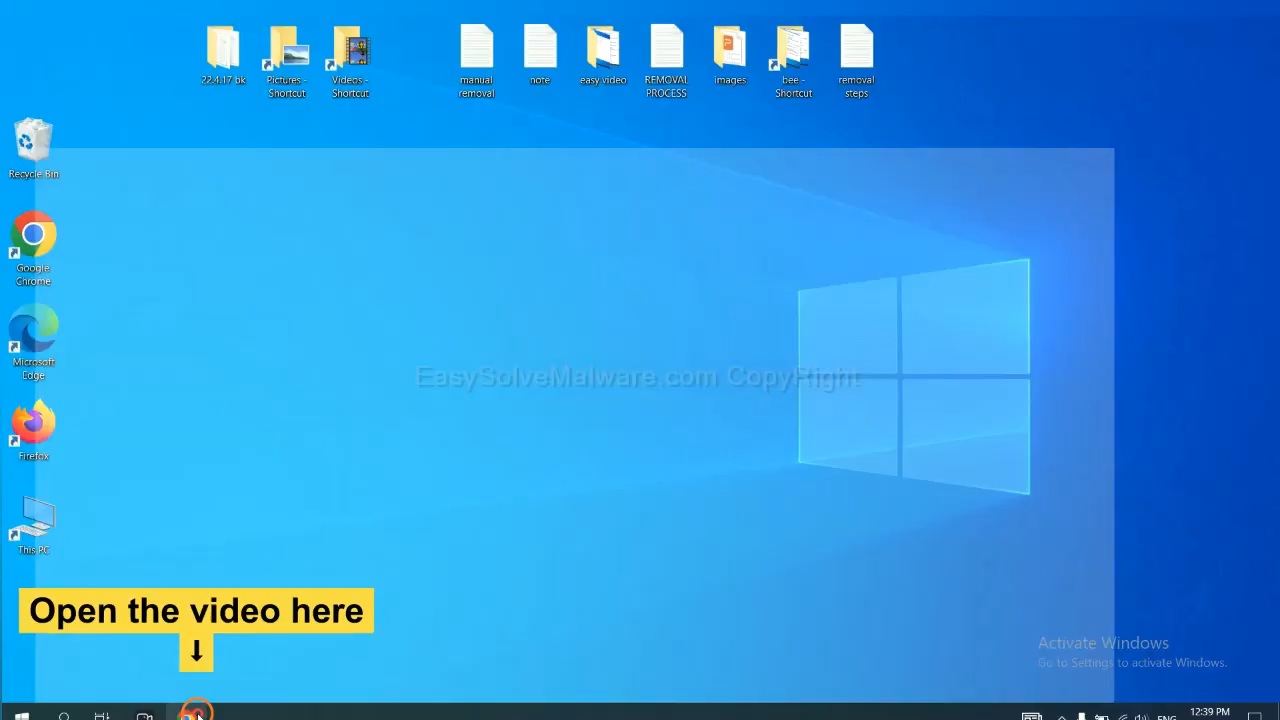 22.4.17 bk
Pictures -
Shortcut
Videos -
Shortcut
manual
removal
note
easy video
REMOVAL
PROCESS
images
bee -
Shortcut
removal
steps
Recycle Bin
Google
Chrome
Microsoft
Edge
Firefox
This PC
EasySolveMalware.com CopyRight
Open the video here
↓
Activate Windows
Go to Settings to activate Windows.
ENG
12:39 PM